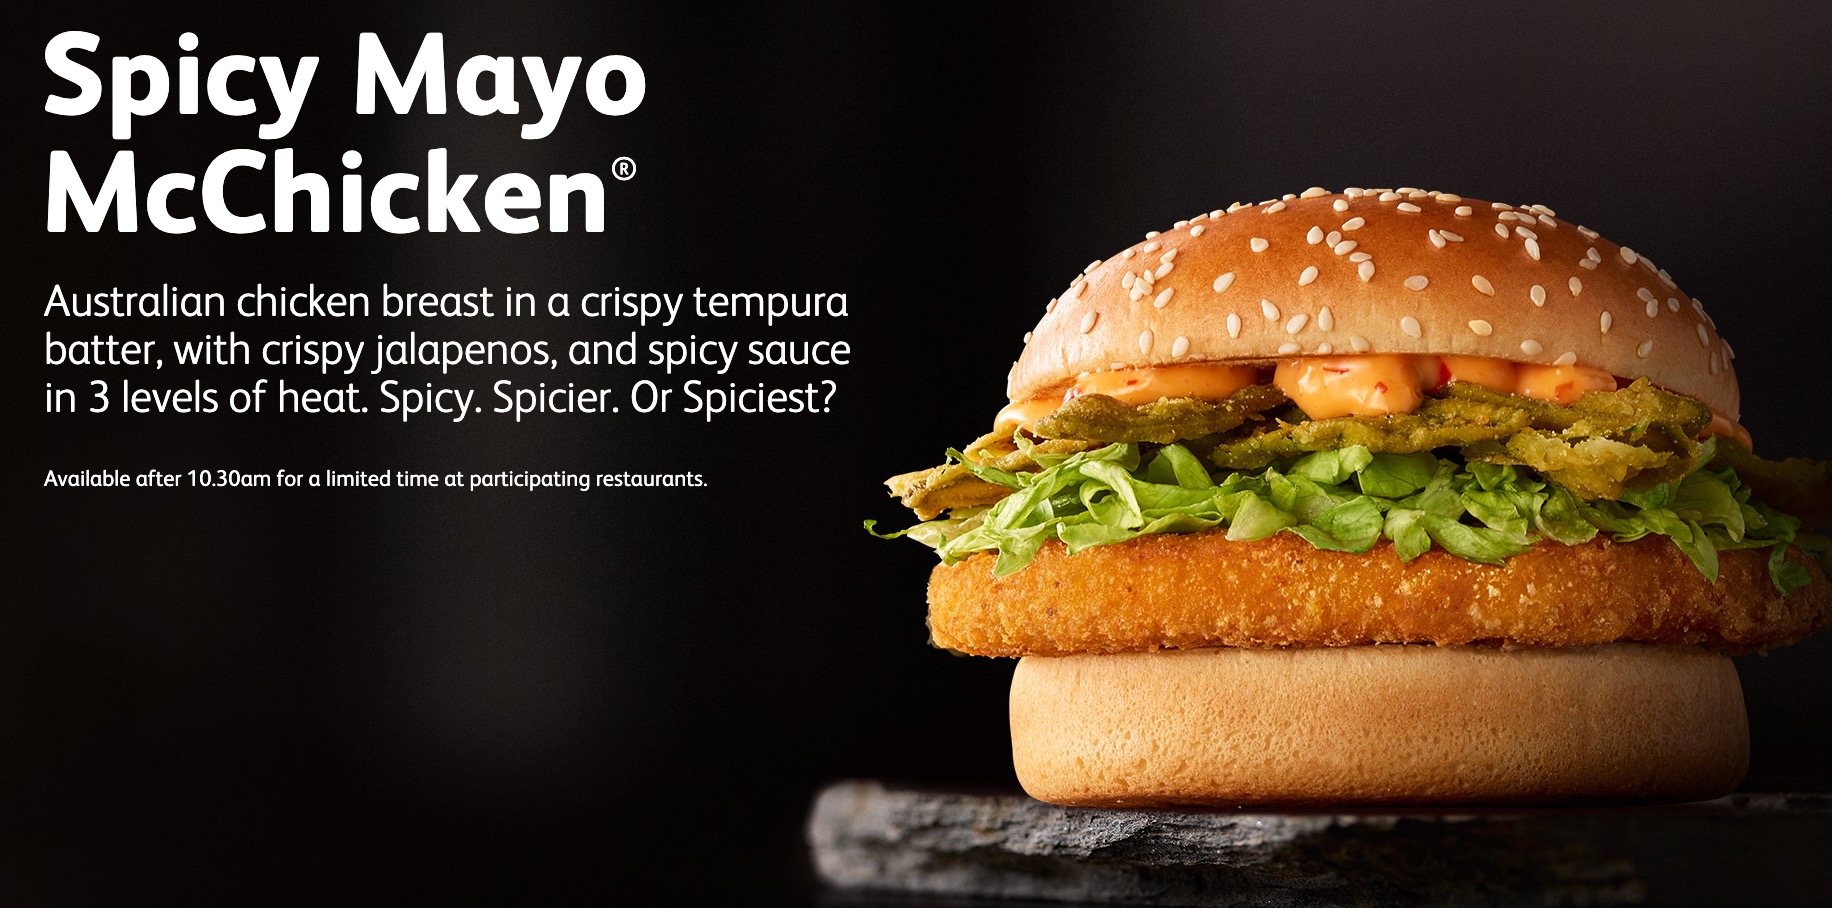 Spicy Mayo
McChicken®
Australian chicken breast in a crispy tempura
batter, with crispy jalapenos, and spicy sauce
in 3 levels of heat. Spicy. Spicier. Or Spiciest?
Available after 10.30am for a limited time at participating restaurants.